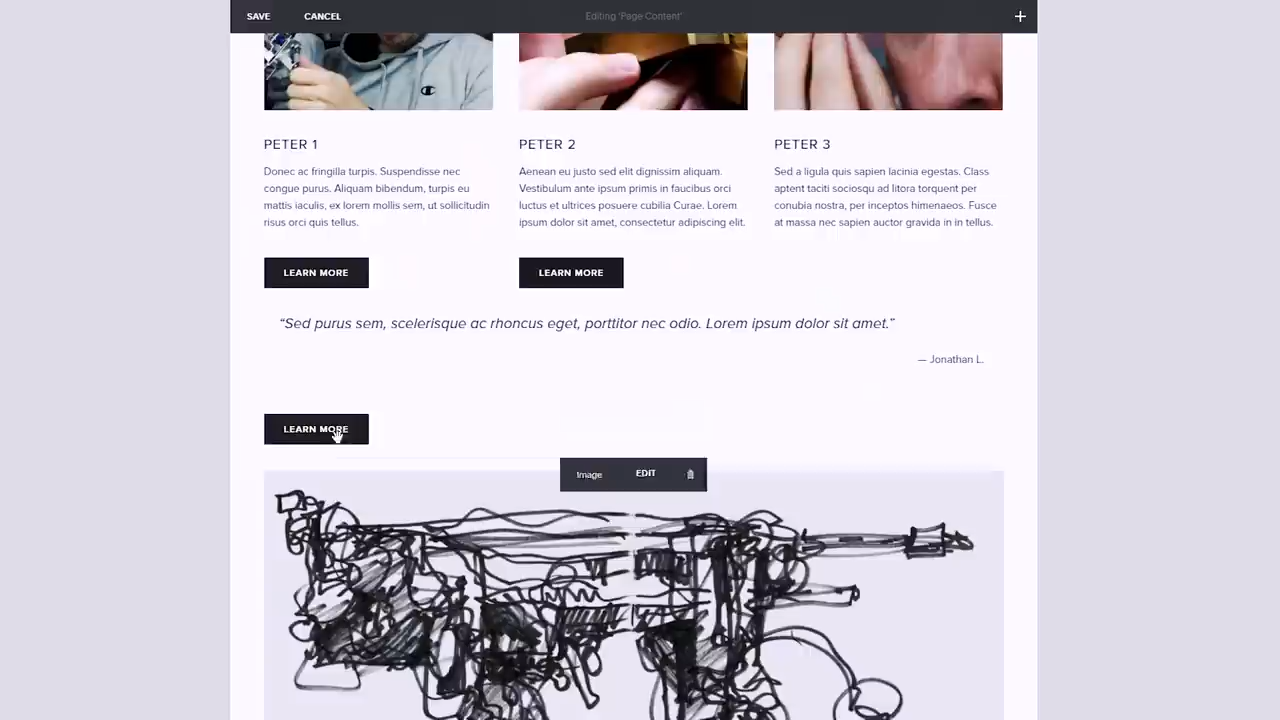 SAVE CANCEL Editing 'Page Content' +
PETER 1
Donec ac fringilla turpis. Suspendisse nec
congue purus. Aliquam bibendum, turpis eu
mattis iaculis, ex lorem mollis sem, ut sollicitudin
risus orci quis tellus.
LEARN MORE
PETER 2
Aenean eu justo sed elit dignissim aliquam.
Vestibulum ante ipsum primis in faucibus orci
luctus et ultrices posuere cubilia Curae. Lorem
ipsum dolor sit amet, consectetur adipiscing elit.
LEARN MORE
PETER 3
Sed a ligula quis sapien lacinia egestas. Class
aptent taciti sociosqu ad litora torquent per
conubia nostra, per inceptos himenaeos. Fusce
at massa nec sapien auctor gravida in in tellus.
“Sed purus sem, scelerisque ac rhoncus eget, porttitor nec odio. Lorem ipsum dolor sit amet.”
— Jonathan L.
LEARN MORE
Image EDIT